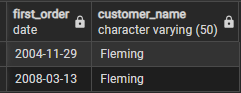 first_order customer_name
date character varying (50)
2004-11-29 Fleming
2008-03-13 Fleming